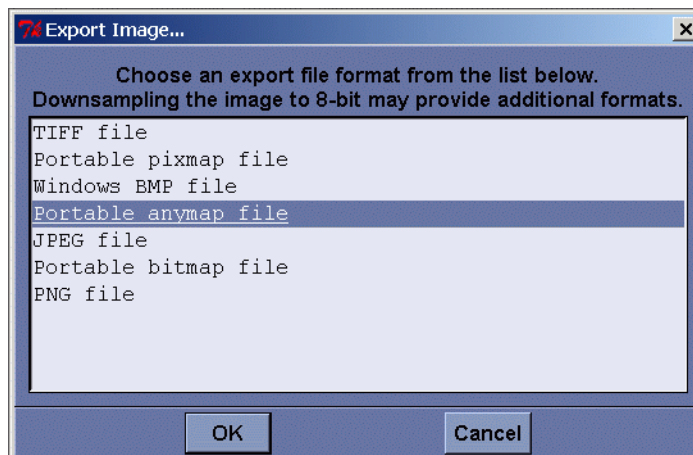 Export Image...
Choose an export file format from the list below.
Downsampling the image to 8-bit may provide additional formats.
TIFF file
Portable pixmap file
Windows BMP file
Portable anymap file
JPEG file
Portable bitmap file
PNG file
OK Cancel